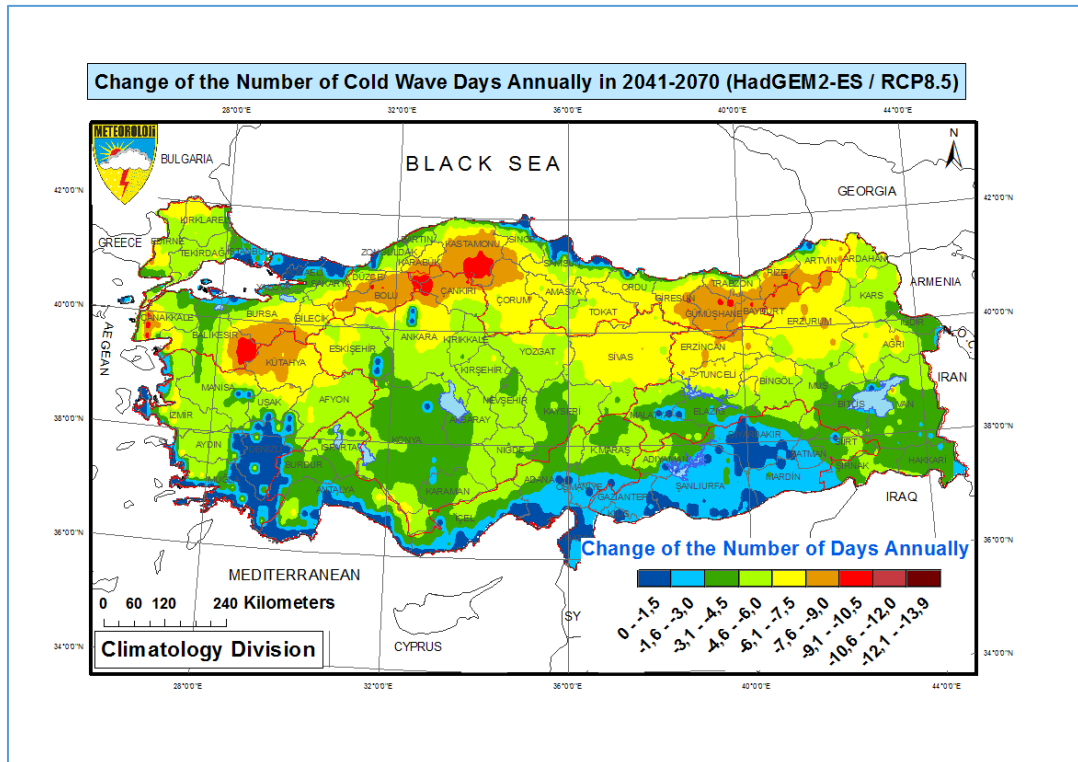 Change of the Number of Cold Wave Days Annually in 2041-2070 (HadGEM2-ES / RCP8.5)
28°0'0"E 32°0'0"E 36°0'0"E 40°0'0"E 44°0'0"E
METEOROLOJİ
N
BULGARIA
BLACK SEA
GEORGIA
42°0'0"N
42°0'0"N
KIRKLARELİ
GREECE
EDİRNE
TEKİRDAĞ
BARTIN
KASTAMONU
SİNOP
ZONGULDAK
KARABÜK
ARTVİN
ARDAHAN
DÜZCE
SAKARYA
BOLU
ÇANKIRI
ÇORUM
AMASYA
ORDU
GİRESUN
TRABZON
RİZE
KARS
ARMENIA
40°0'0"N
40°0'0"N
ÇANAKKALE
BURSA
BİLECİK
TOKAT
GÜMÜŞHANE
BAYBURT
ERZURUM
IĞDIR
BALIKESİR
ESKİŞEHİR
ANKARA
KIRIKKALE
YOZGAT
SİVAS
ERZİNCAN
AĞRI
AEGEAN
KÜTAHYA
KIRŞEHİR
TUNCELİ
BİNGÖL
MUŞ
IRAN
MANİSA
UŞAK
AFYON
NEVŞEHİR
KAYSERİ
MALATYA
ELAZIĞ
BİTLİS
VAN
38°0'0"N
38°0'0"N
İZMİR
AKSARAY
AYDIN
ISPARTA
KONYA
NİĞDE
K.MARAŞ
ADIYAMAN
BATMAN
SİİRT
HAKKARİ
BURDUR
ADANA
OSMANİYE
ŞANLIURFA
MARDİN
ŞIRNAK
ANTALYA
KARAMAN
İÇEL
GAZİANTEP
IRAQ
36°0'0"N
36°0'0"N
Change of the Number of Days Annually
MEDITERRANEAN
0 60 120 240 Kilometers
SY
0 - -1,5
-1,6 - -3,0
-3,1 - -4,5
-4,6 - -6,0
-6,1 - -7,5
-7,6 - -9,0
-9,1 - -10,5
-10,6 - -12,0
-12,1 - -13,9
34°0'0"N
Climatology Division
CYPRUS
34°0'0"N
28°0'0"E 32°0'0"E 36°0'0"E 40°0'0"E 44°0'0"E